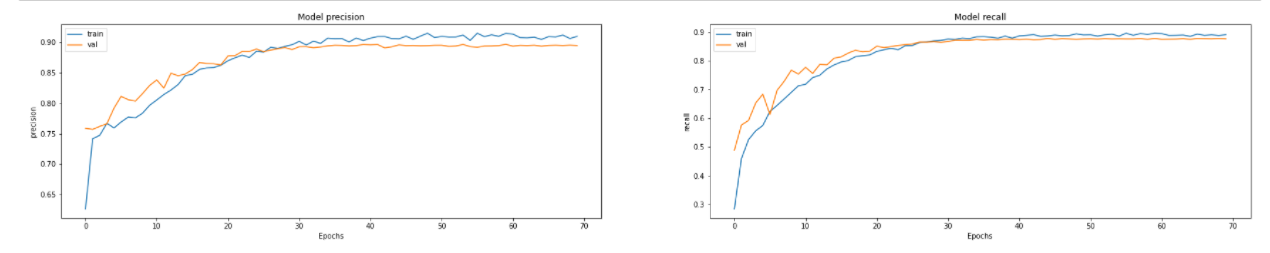 Model precision
train
val
0.90
0.85
0.80
0.75
0.70
0.65
precision
0 10 20 30 40 50 60 70
Epochs
Model recall
train
val
0.9
0.8
0.7
0.6
0.5
0.4
0.3
recall
0 10 20 30 40 50 60 70
Epochs